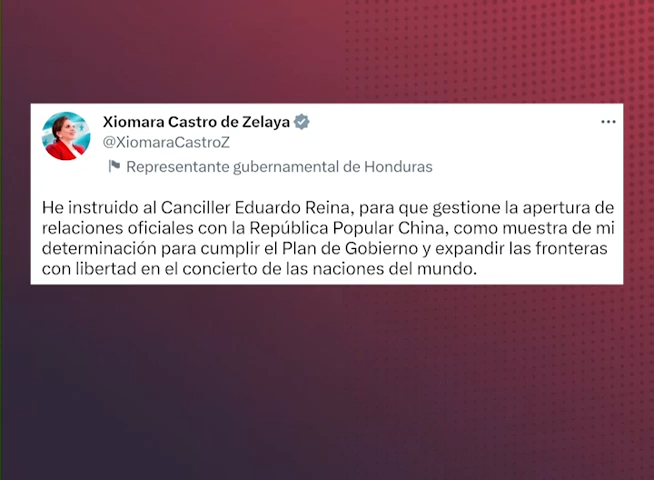 Xiomara Castro de Zelaya
@XiomaraCastroZ
Representante gubernamental de Honduras
He instruido al Canciller Eduardo Reina, para que gestione la apertura de
relaciones oficiales con la República Popular China, como muestra de mi
determinación para cumplir el Plan de Gobierno y expandir las fronteras
con libertad en el concierto de las naciones del mundo.